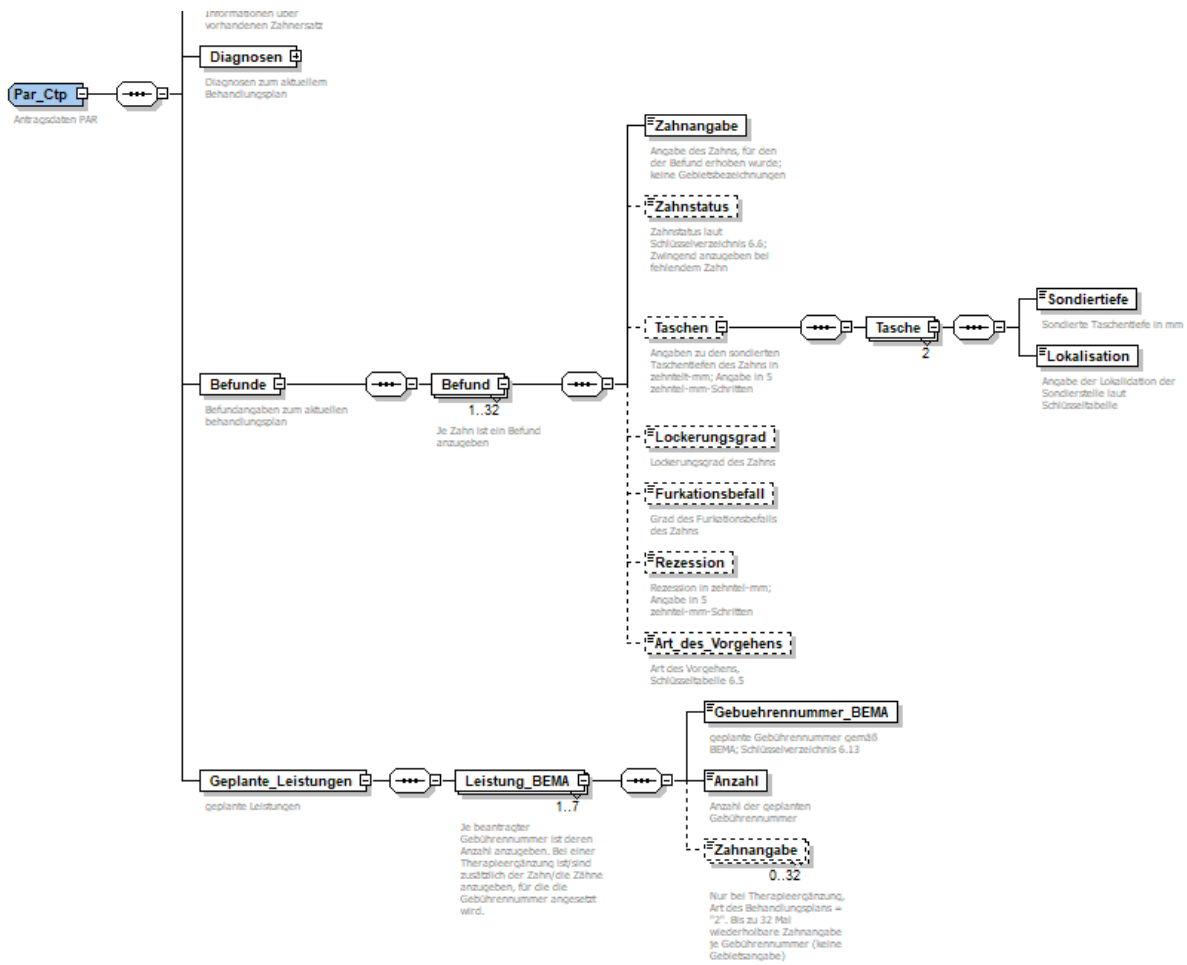 Informationen über
vorhandenen Zahnersatz
Diagnosen
Diagnosen zum aktuellem
Behandlungsplan
Par_Ctp
Antragsdaten PAR
Zahnangabe
Angabe des Zahns, für den
der Befund erhoben wurde;
keine Gebietsbezeichnungen
Zahnstatus
Zahnstatus laut
Schlüsselverzeichnis 6.6;
Zwingend anzugeben bei
fehlendem Zahn
Taschen
Angaben zu den sondierten
Taschentiefen des Zahns in
zehntelt-mm; Angabe in 5
zehntel-mm-Schritten
Tasche
2
Sondiertiefe
Sondierte Taschentiefe in mm
Lokalisation
Angabe der Lokalidation der
Sondierstelle laut
Schlüsseltabelle
Befunde
Befundangaben zum aktuellen
behandlungsplan
Befund
1..32
Je Zahn ist ein Befund
anzugeben
Lockerungsgrad
Lockerungsgrad des Zahns
Furkationsbefall
Grad des Furkationsbefalls
des Zahns
Rezession
Rezession in zehntel-mm;
Angabe in 5
zehntel-mm-Schritten
Art_des_Vorgehens
Art des Vorgehens,
Schlüsseltabelle 6.5
Geplante_Leistungen
geplante Leistungen
Leistung_BEMA
1..7
Je beantragter
Gebührennummer ist deren
Anzahl anzugeben. Bei einer
Therapieergänzung ist/sind
zusätzlich der Zahn/die Zähne
anzugeben, für die die
Gebührennummer angesetzt
wird.
Gebuehrennummer_BEMA
geplante Gebührennummer gemäß
BEMA; Schlüsselverzeichnis 6.13
Anzahl
Anzahl der geplanten
Gebührennummer
Zahnangabe
0..32
Nur bei Therapieergänzung,
Art des Behandlungsplans =
"2". Bis zu 32 Mal
wiederholbare Zahnangabe
je Gebührennummer (keine
Gebietsangabe)